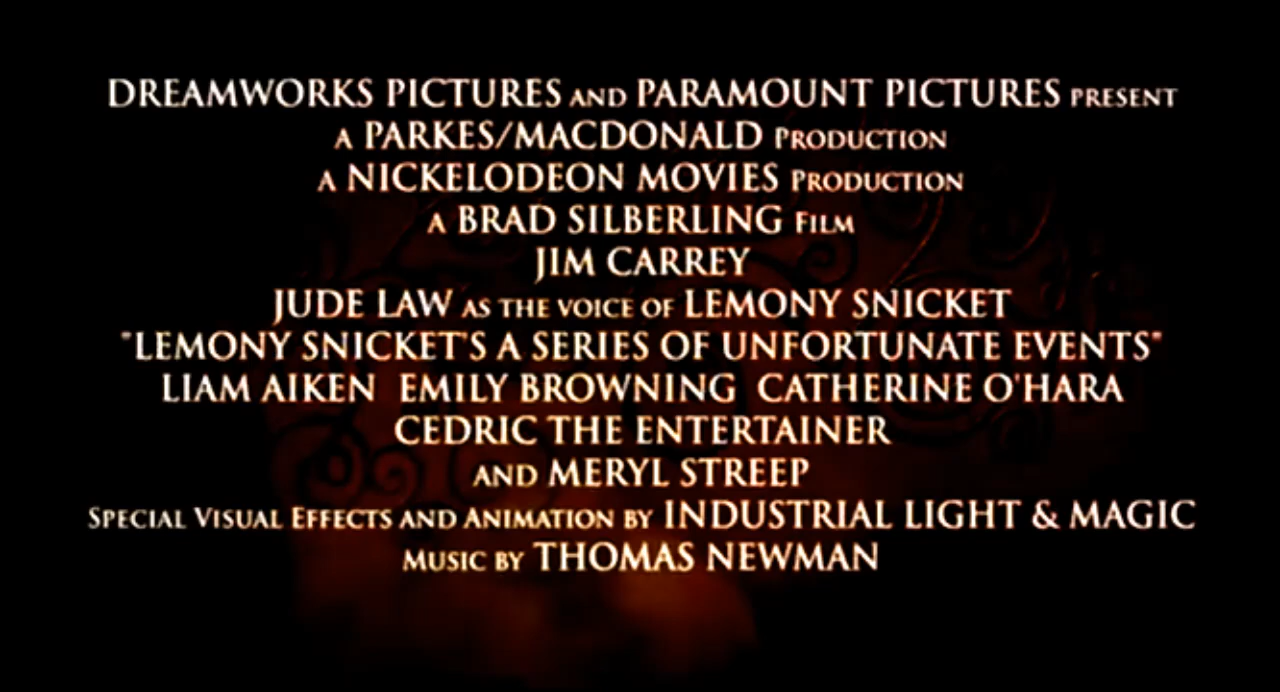 DREAMWORKS PICTURES AND PARAMOUNT PICTURES PRESENT
A PARKES/MACDONALD PRODUCTION
A NICKELODEON MOVIES PRODUCTION
A BRAD SILBERLING FILM
JIM CARREY
JUDE LAW AS THE VOICE OF LEMONY SNICKET
"LEMONY SNICKET'S A SERIES OF UNFORTUNATE EVENTS"
LIAM AIKEN EMILY BROWNING CATHERINE O'HARA
CEDRIC THE ENTERTAINER
AND MERYL STREEP
SPECIAL VISUAL EFFECTS AND ANIMATION BY INDUSTRIAL LIGHT & MAGIC
MUSIC BY THOMAS NEWMAN